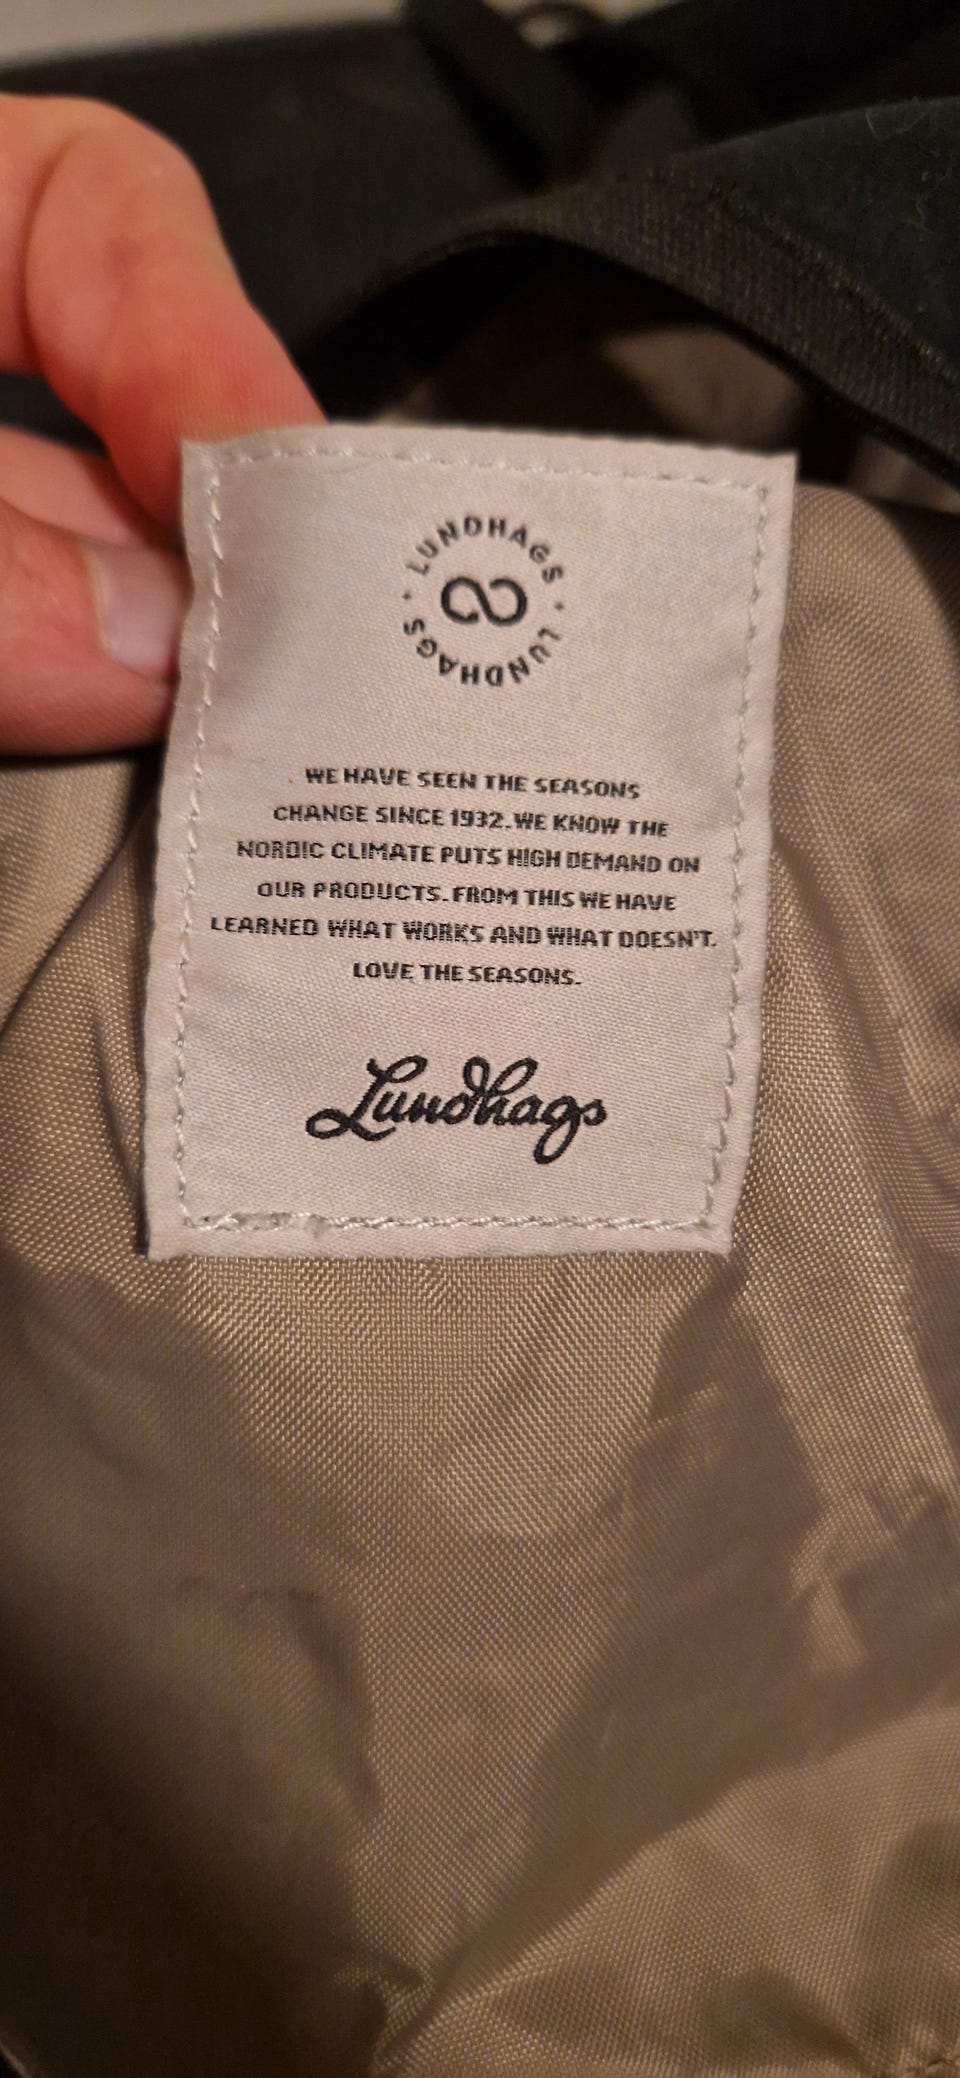 LUNDHAGS · LUNDHAGS ·
WE HAVE SEEN THE SEASONS
CHANGE SINCE 1932. WE KNOW THE
NORDIC CLIMATE PUTS HIGH DEMAND ON
OUR PRODUCTS. FROM THIS WE HAVE
LEARNED WHAT WORKS AND WHAT DOESN'T.
LOVE THE SEASONS.
Lundhags